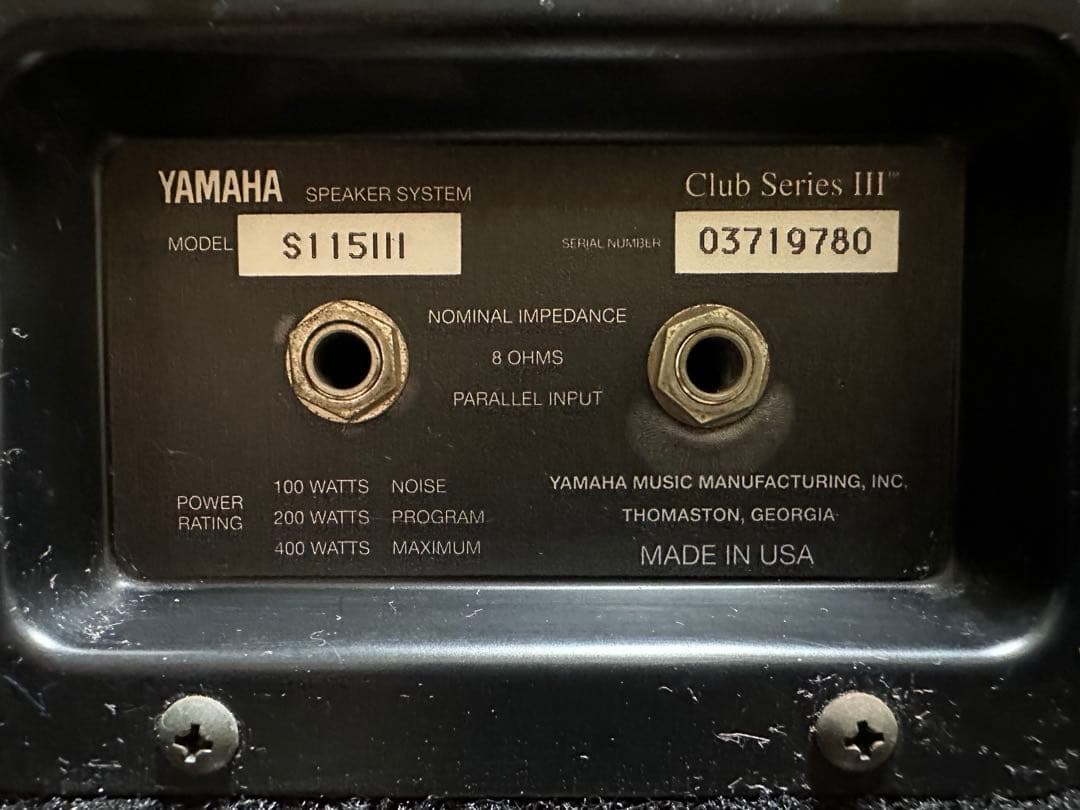 YAMAHA SPEAKER SYSTEM
Club Series III™
MODEL S115III
SERIAL NUMBER 03719780
NOMINAL IMPEDANCE
8 OHMS
PARALLEL INPUT
POWER RATING
100 WATTS NOISE
200 WATTS PROGRAM
400 WATTS MAXIMUM
YAMAHA MUSIC MANUFACTURING, INC.
THOMASTON, GEORGIA
MADE IN USA